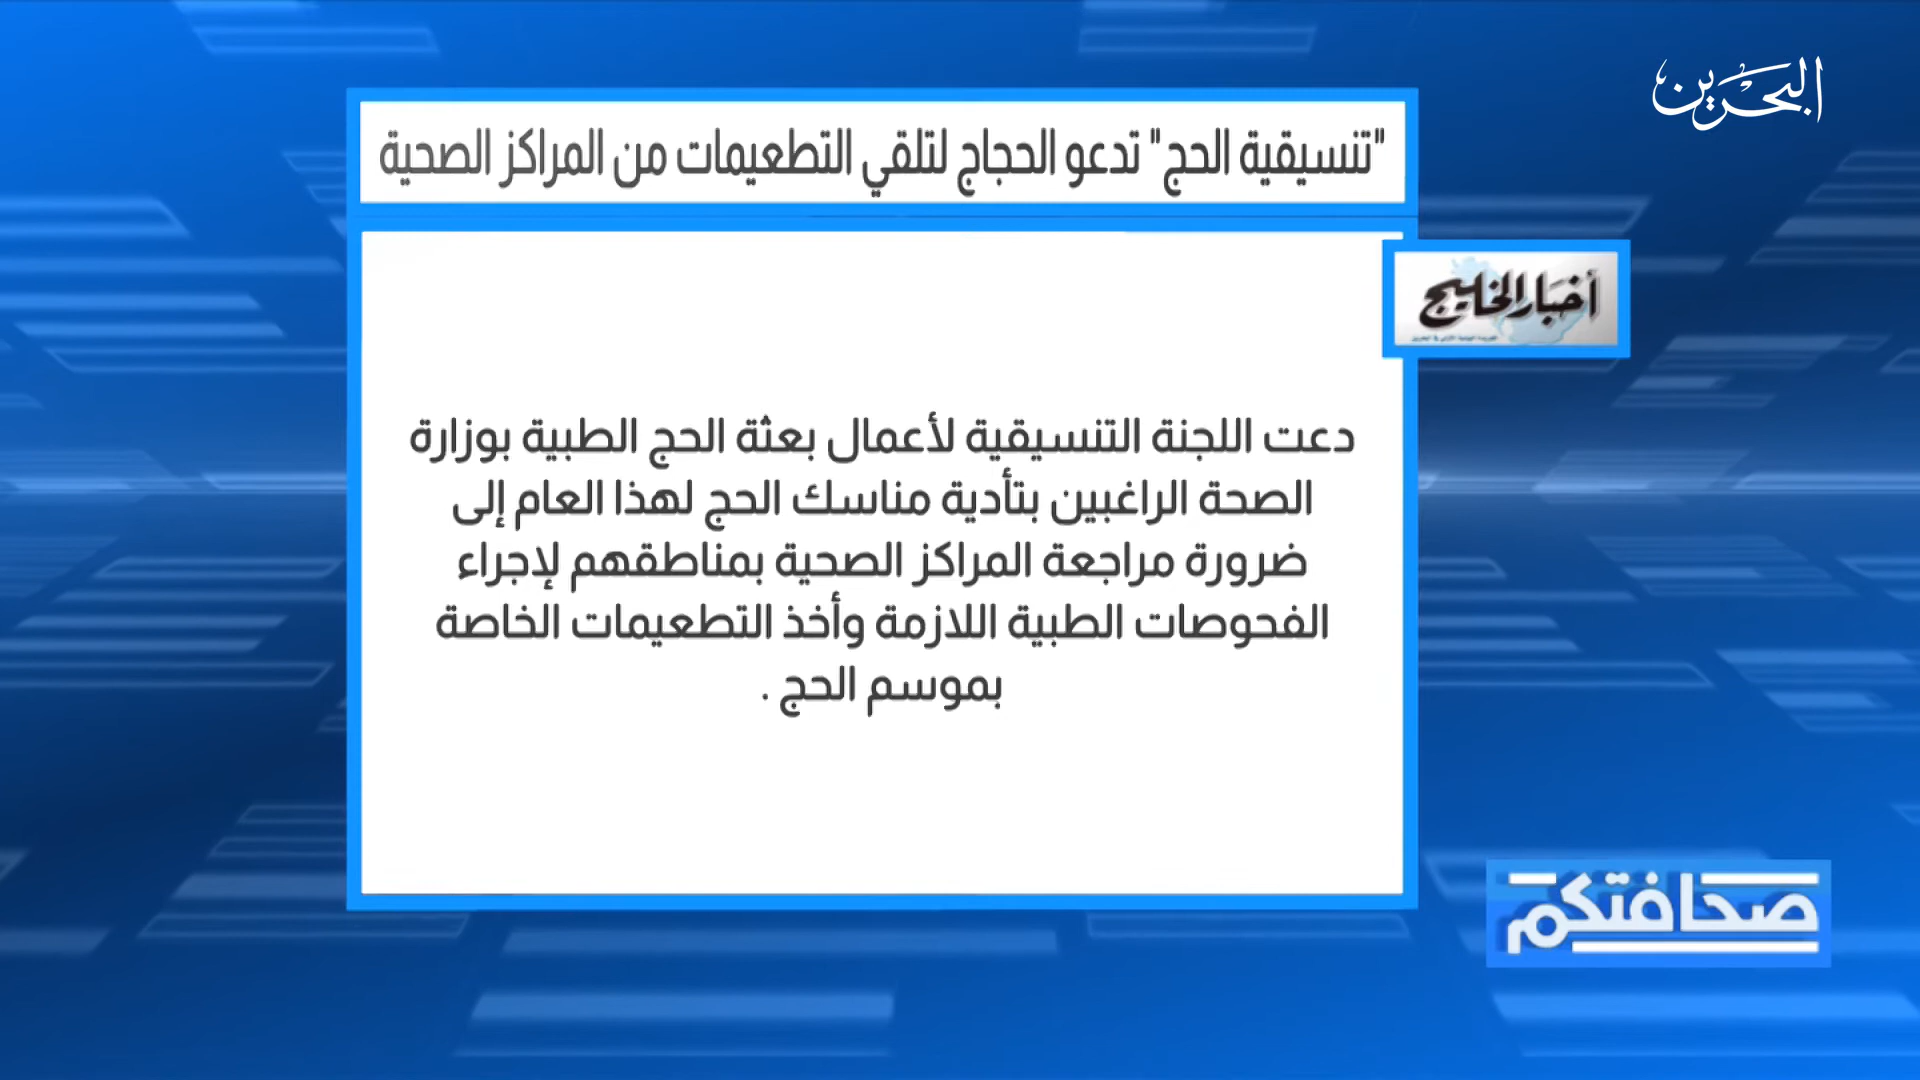 البحرين
"تنسيقية الحج" تدعو الحجاج لتلقي التطعيمات من المراكز الصحية
أخبار الخليج
دعت اللجنة التنسيقية لأعمال بعثة الحج الطبية بوزارة
الصحة الراغبين بتأدية مناسك الحج لهذا العام إلى
ضرورة مراجعة المراكز الصحية بمناطقهم لإجراء
الفحوصات الطبية اللازمة وأخذ التطعيمات الخاصة
بموسم الحج .
صحافتكم